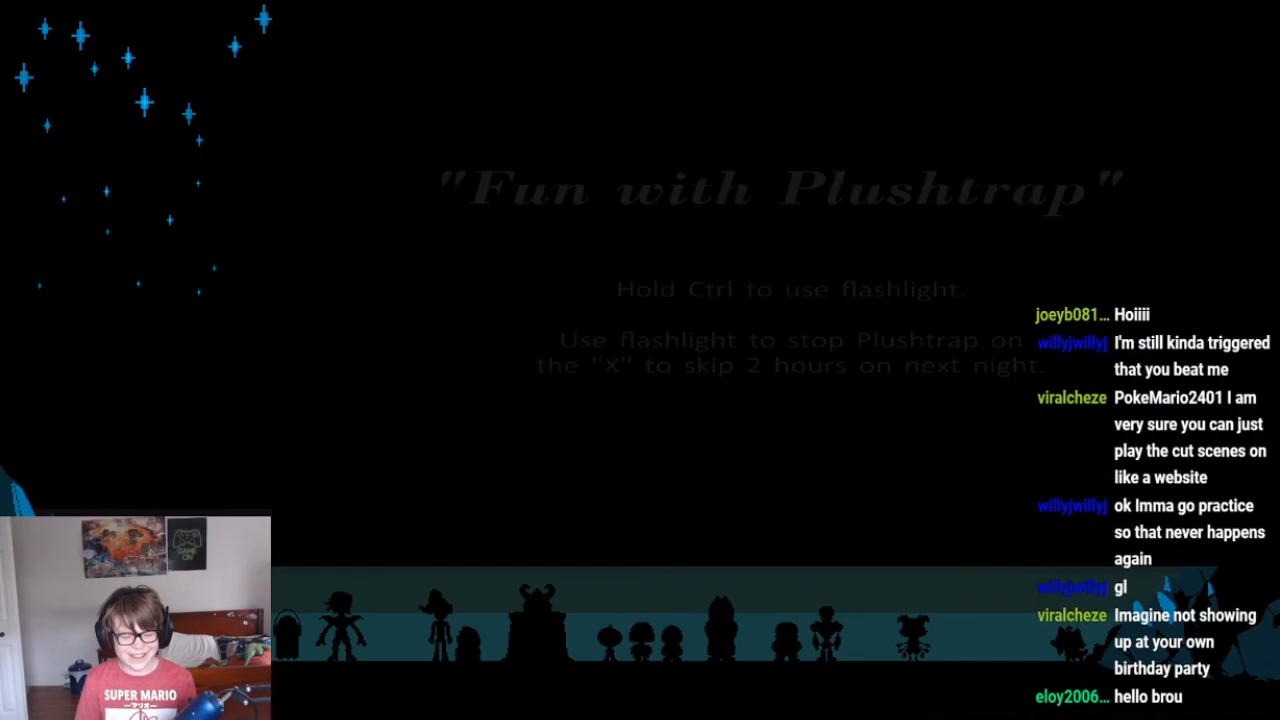 "Fun with Plushtrap"
Hold Ctrl to use flashlight.
Use flashlight to stop Plushtrap on
the "X" to skip 2 hours on next night.
joeyb081... Hoiiii
willyjwillyj I'm still kinda triggered
that you beat me
viralcheze PokeMario2401 I am
very sure you can just
play the cut scenes on
like a website
willyjwillyj ok Imma go practice
so that never happens
again
willyjwillyj gl
viralcheze Imagine not showing
up at your own
birthday party
eloy2006... hello brou
GAME ON
SUPER MARIO